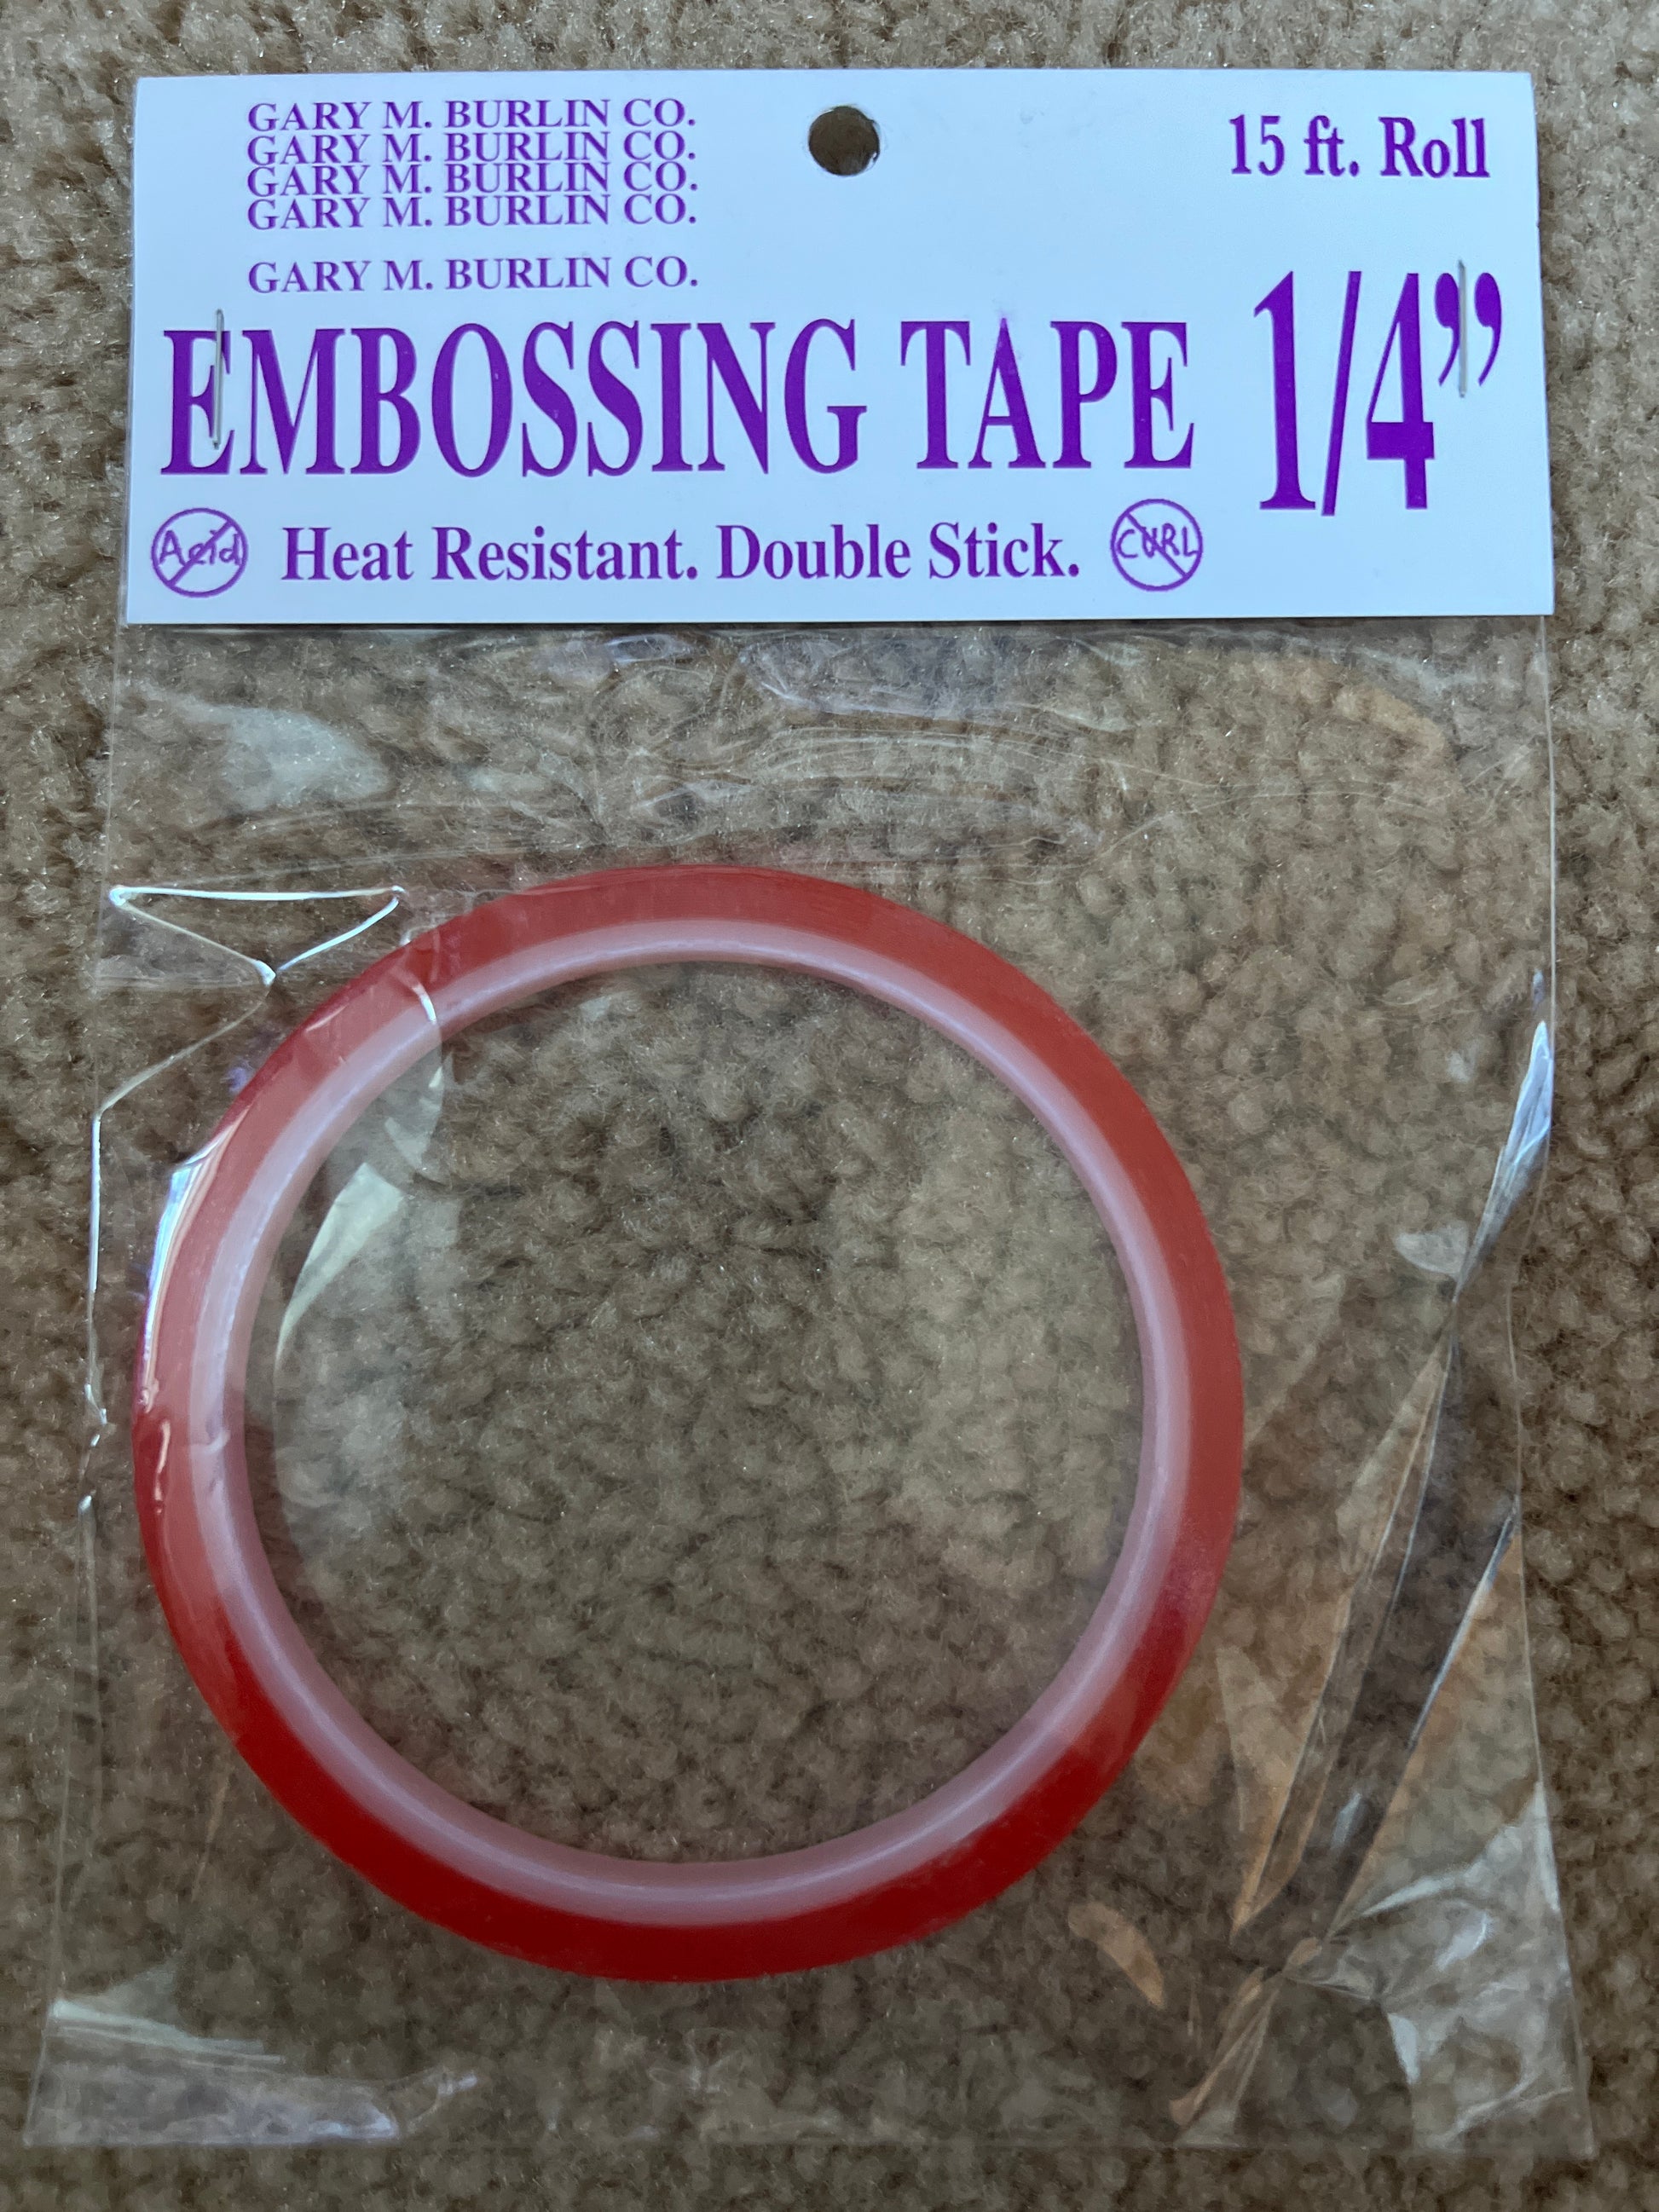 GARY M. BURLIN CO.
GARY M. BURLIN CO.
GARY M. BURLIN CO.
GARY M. BURLIN CO.
GARY M. BURLIN CO.
15 ft. Roll
EMBOSSING TAPE 1/4”
Acid Heat Resistant. Double Stick. CURL